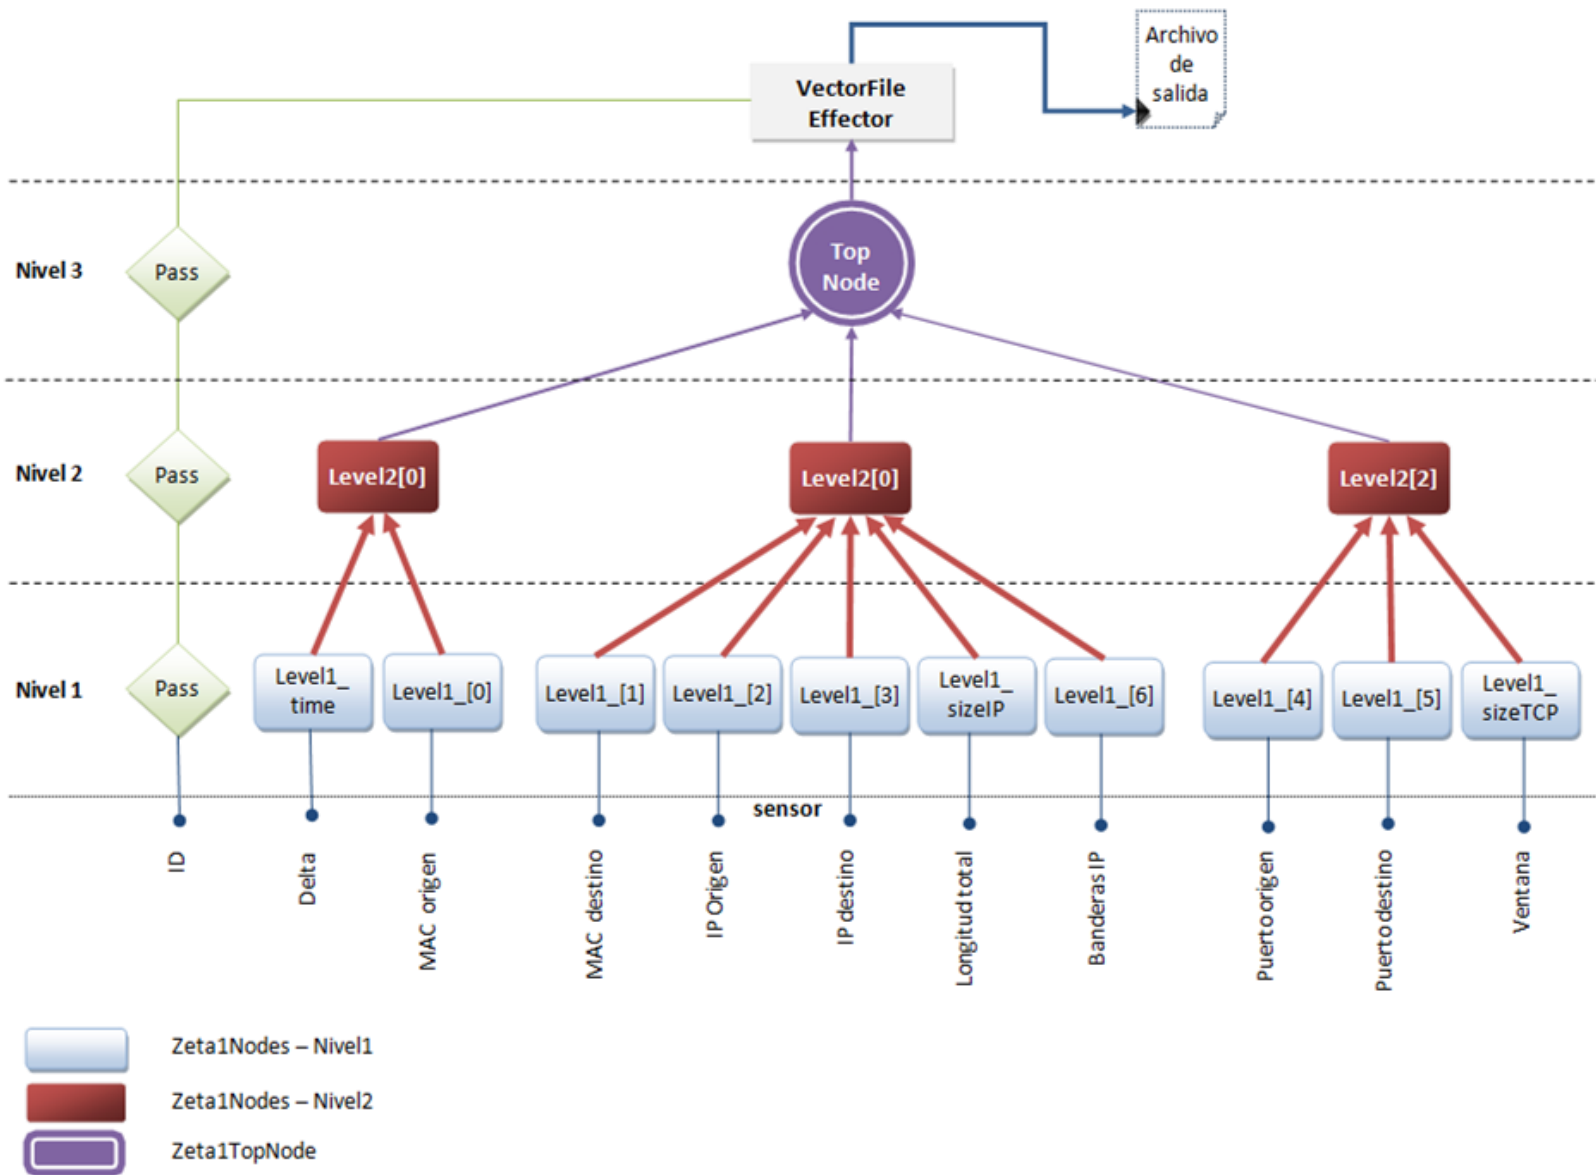 Archivo
de
salida
VectorFile
Effector
Nivel 3
Pass
Top
Node
Nivel 2
Pass
Level2[0]
Level2[0]
Level2[2]
Nivel 1
Pass
Level1_
time
Level1_[0]
Level1_[1]
Level1_[2]
Level1_[3]
Level1_
sizeIP
Level1_[6]
Level1_[4]
Level1_[5]
Level1_
sizeTCP
sensor
ID
Delta
MAC origen
MAC destino
IP Origen
IP destino
Longitud total
Banderas IP
Puerto origen
Puerto destino
Ventana
Zeta1Nodes – Nivel1
Zeta1Nodes – Nivel2
Zeta1TopNode